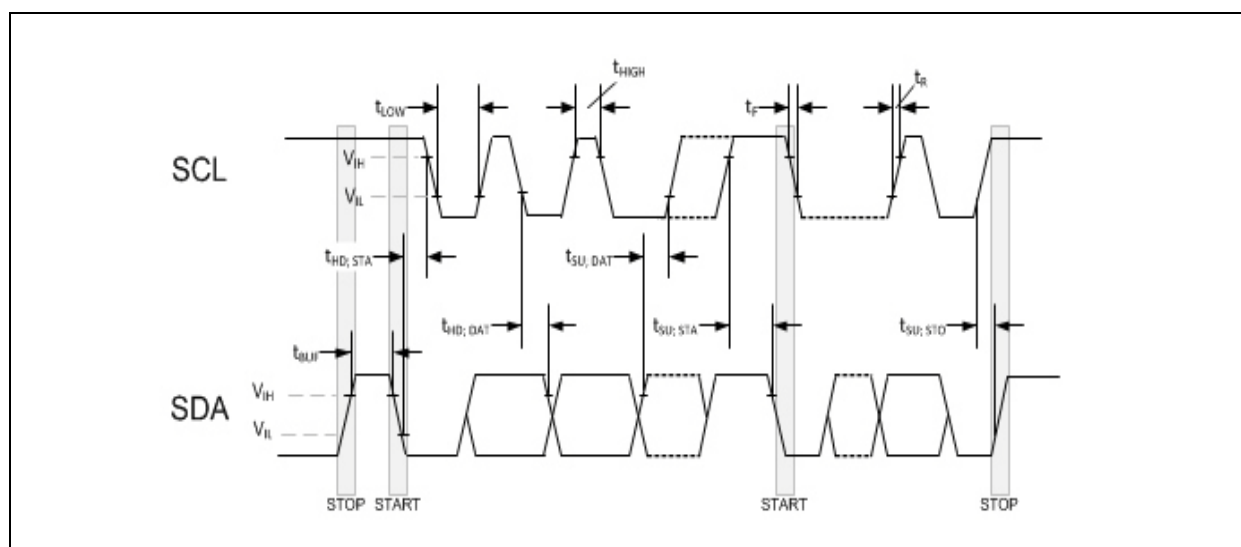 tHIGH
tR
tLOW
tF
SCL
VIH
VIL
tHD; STA
tSU, DAT
tHD; DAT
tSU; STA
tSU; STO
tBUF
VIH
SDA
VIL
STOP START START STOP